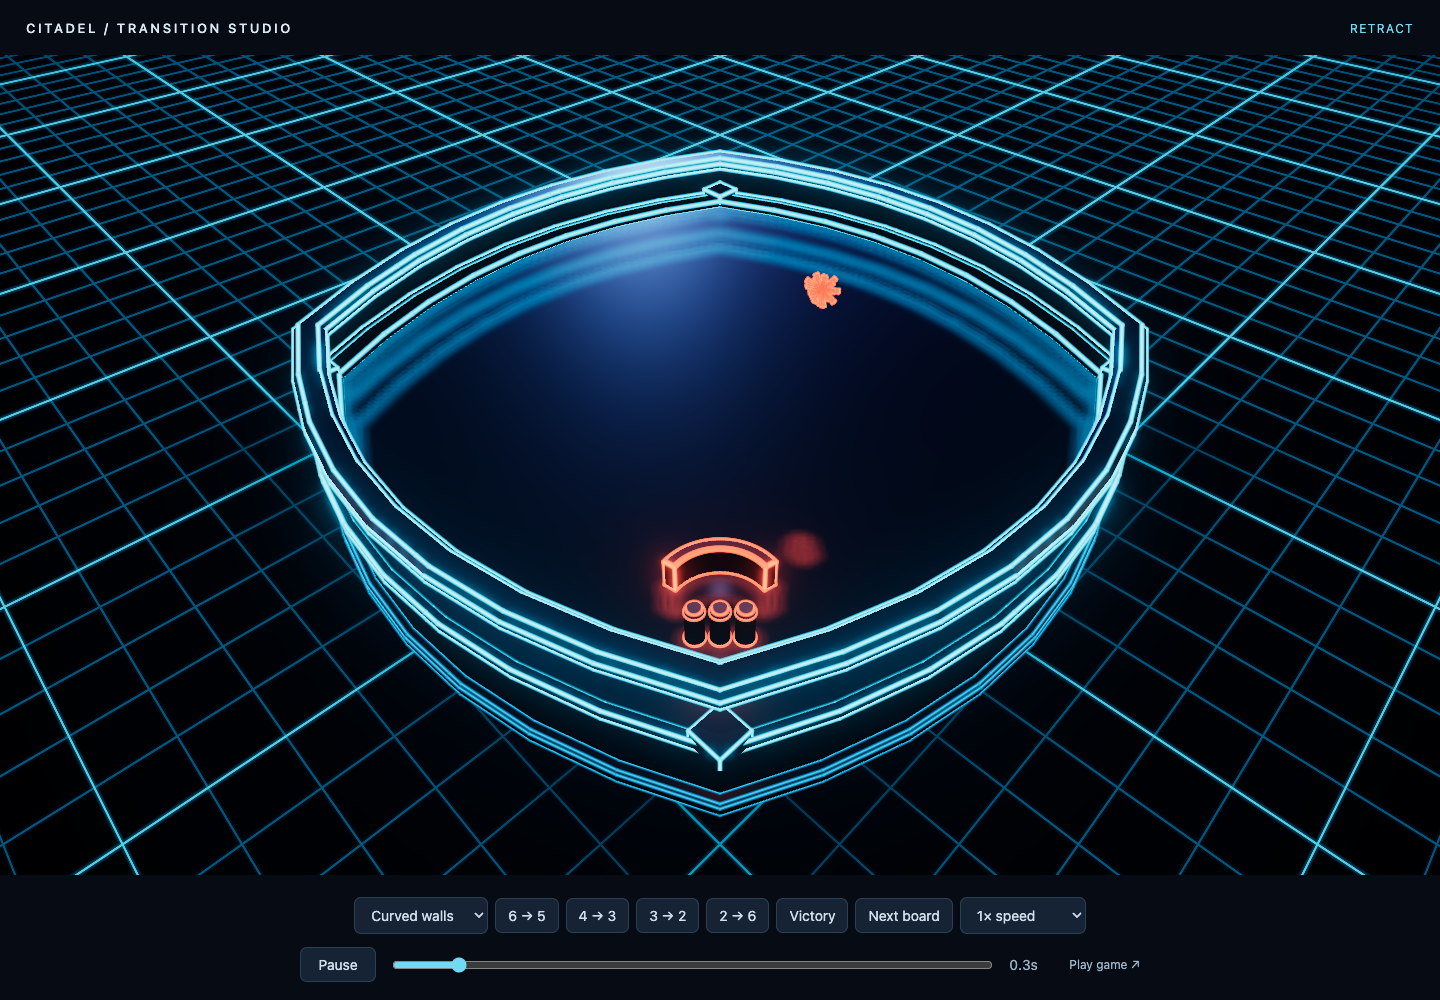 CITADEL / TRANSITION STUDIO
RETRACT
Curved walls
6 → 5
4 → 3
3 → 2
2 → 6
Victory
Next board
1× speed
Pause
0.3s
Play game ↗